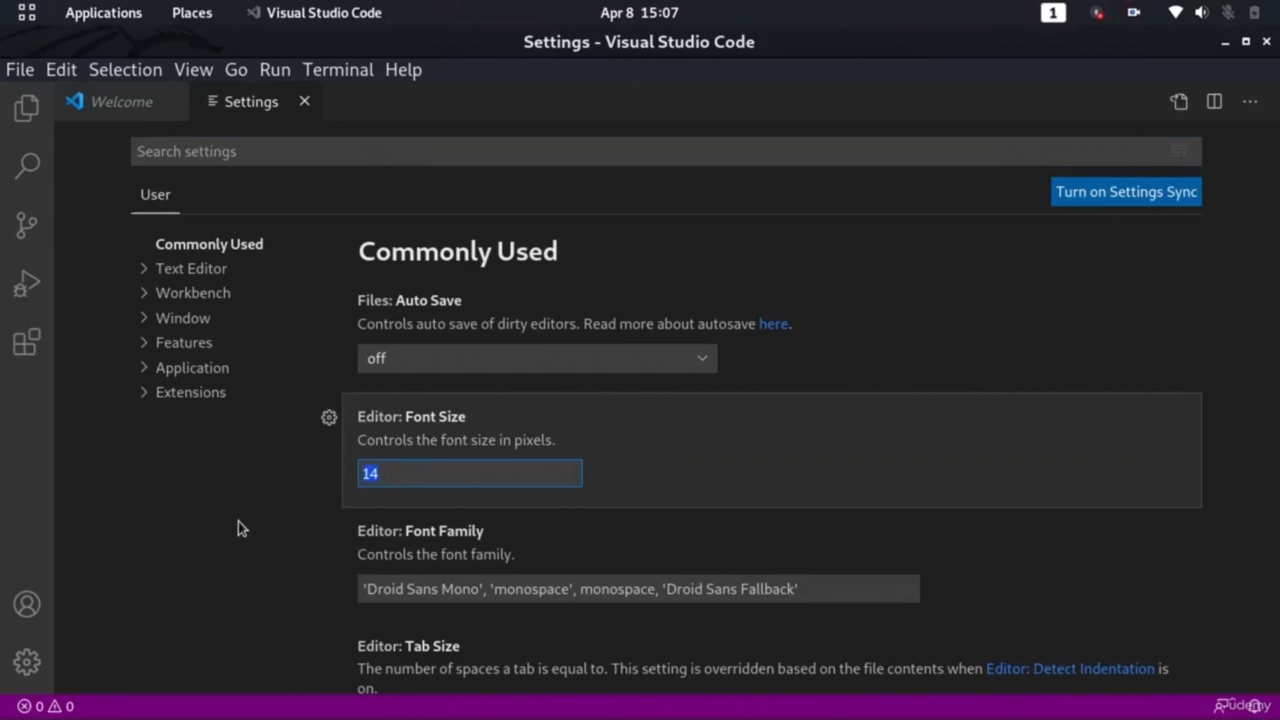 Applications Places Visual Studio Code Apr 8 15:07 1
Settings - Visual Studio Code
File Edit Selection View Go Run Terminal Help
Welcome Settings
Search settings
User Turn on Settings Sync
Commonly Used
Text Editor
Workbench
Window
Features
Application
Extensions
Commonly Used
Files: Auto Save
Controls auto save of dirty editors. Read more about autosave here.
off
Editor: Font Size
Controls the font size in pixels.
14
Editor: Font Family
Controls the font family.
'Droid Sans Mono', 'monospace', monospace, 'Droid Sans Fallback'
Editor: Tab Size
The number of spaces a tab is equal to. This setting is overridden based on the file contents when Editor: Detect Indentation is
on.
0 0
Udemy